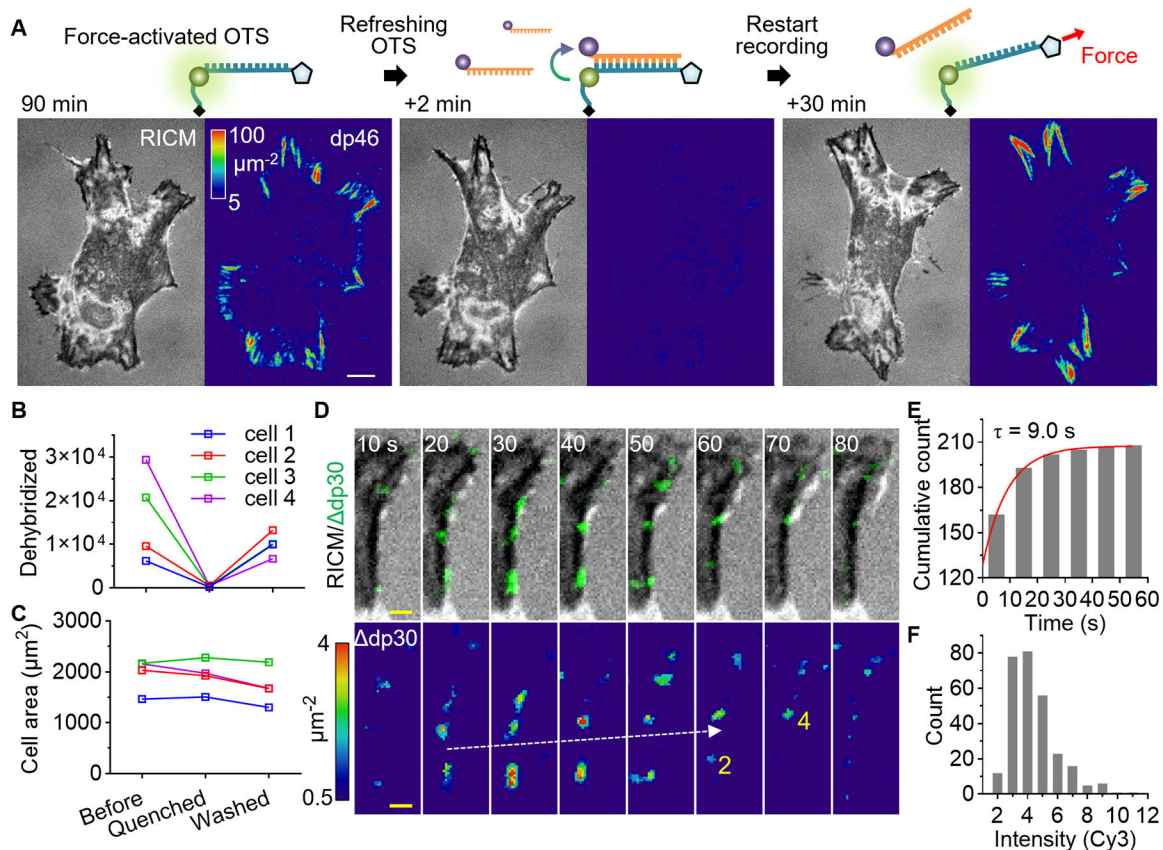 A
Force-activated OTS
Refreshing
OTS
Restart
recording
Force
90 min
RICM
100
μm⁻²
5
dp46
+2 min
+30 min
B
Dehybridized
3×10⁴
2×10⁴
1×10⁴
0
cell 1
cell 2
cell 3
cell 4
C
Cell area (μm²)
3000
2000
1000
0
Before
Quenched
Washed
D
RICM/Δdp30
10 s
20
30
40
50
60
70
80
Δdp30
4
μm⁻²
0.5
2
4
E
τ = 9.0 s
Cumulative count
210
180
150
120
0 10 20 30 40 50 60
Time (s)
F
Count
80
60
40
20
0
2 4 6 8 10 12
Intensity (Cy3)